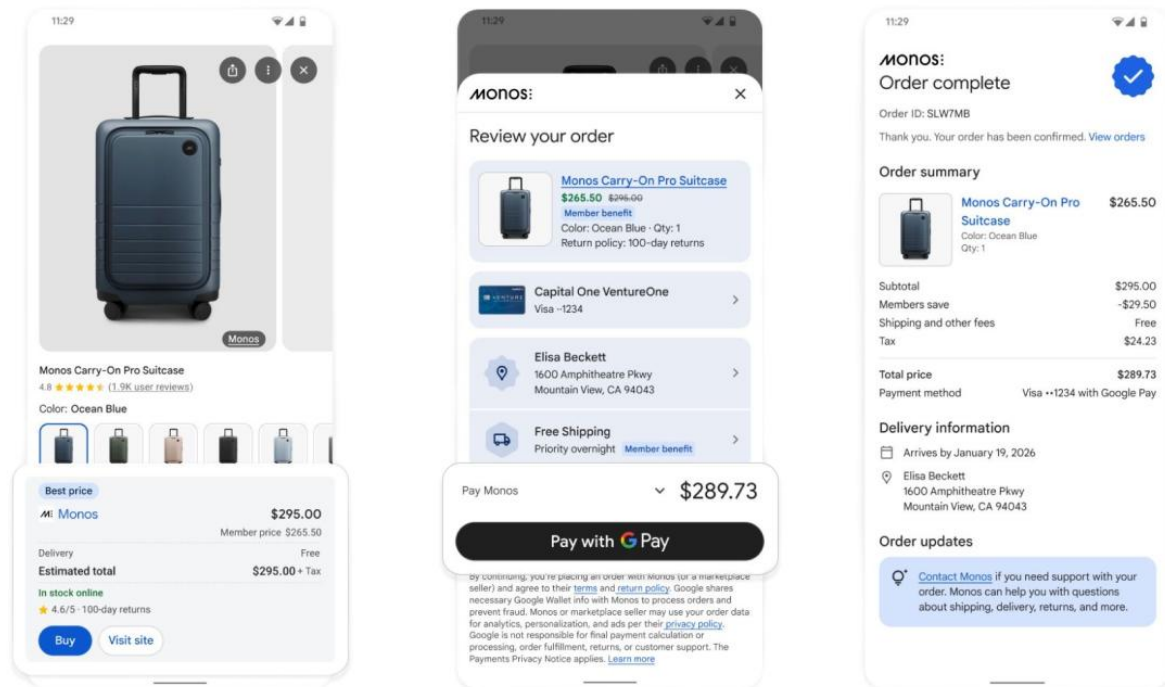 11:29
Monos
Monos Carry-On Pro Suitcase
4.8 (1.9K user reviews)
Color: Ocean Blue
Best price
Monos $295.00
Member price $265.50
Delivery Free
Estimated total $295.00 + Tax
In stock online
4.6/5 · 100-day returns
Buy Visit site
11:29
MONOS
Review your order
Monos Carry-On Pro Suitcase
$265.50 $295.00
Member benefit
Color: Ocean Blue · Qty: 1
Return policy: 100-day returns
VENTURE
Capital One VentureOne
Visa ··1234
Elisa Beckett
1600 Amphitheatre Pkwy
Mountain View, CA 94043
Free Shipping
Priority overnight Member benefit
Pay Monos $289.73
Pay with G Pay
By continuing, you're placing an order with Monos (or a marketplace
seller) and agree to their terms and return policy. Google shares
necessary Google Wallet info with Monos to process orders and
prevent fraud. Monos or marketplace seller may use your order data
for analytics, personalization, and ads per their privacy policy.
Google is not responsible for final payment calculation or
processing, order fulfillment, returns, or customer support. The
Payments Privacy Notice applies. Learn more
11:29
MONOS
Order complete
Order ID: SLW7MB
Thank you. Your order has been confirmed. View orders
Order summary
Monos Carry-On Pro $265.50
Suitcase
Color: Ocean Blue
Qty: 1
Subtotal $295.00
Members save -$29.50
Shipping and other fees Free
Tax $24.23
Total price $289.73
Payment method Visa ••1234 with Google Pay
Delivery information
Arrives by January 19, 2026
Elisa Beckett
1600 Amphitheatre Pkwy
Mountain View, CA 94043
Order updates
Contact Monos if you need support with your
order. Monos can help you with questions
about shipping, delivery, returns, and more.